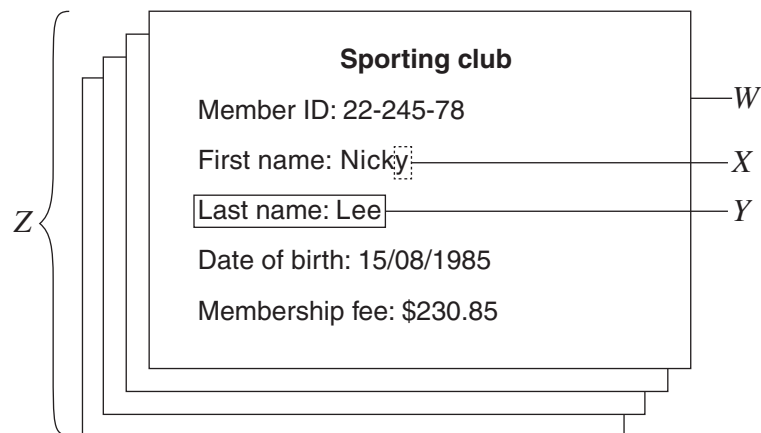 Sporting club
Member ID: 22-245-78
W
First name: Nicky
X
Last name: Lee
Y
Z
Date of birth: 15/08/1985
Membership fee: $230.85